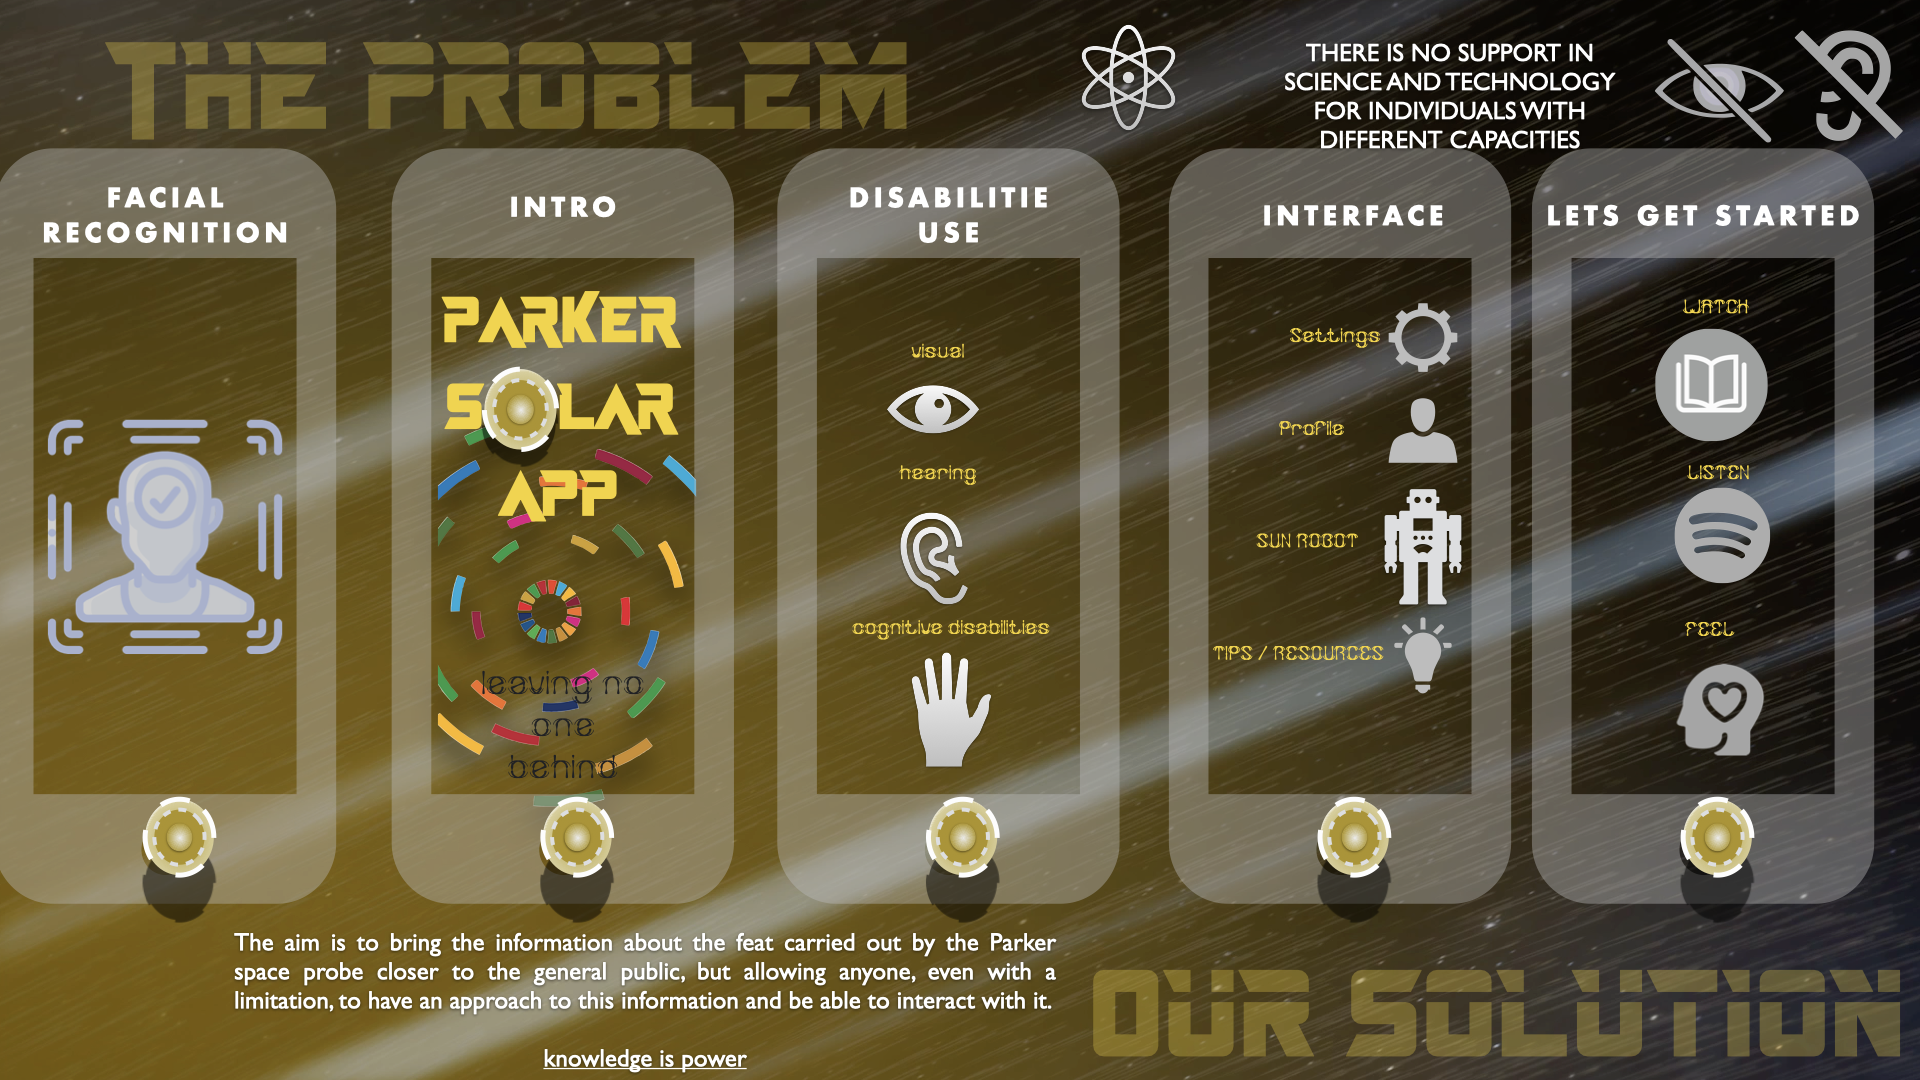 THE PROBLEM
THERE IS NO SUPPORT IN
SCIENCE AND TECHNOLOGY
FOR INDIVIDUALS WITH
DIFFERENT CAPACITIES
FACIAL
RECOGNITION
INTRO
PARKER
SOLAR
APP
leaving no
one
behind
DISABILITIE
USE
visual
hearing
cognitive disabilities
INTERFACE
Settings
Profile
SUN ROBOT
TIPS / RESOURCES
LETS GET STARTED
WATCH
LISTEN
FEEL
The aim is to bring the information about the feat carried out by the Parker
space probe closer to the general public, but allowing anyone, even with a
limitation, to have an approach to this information and be able to interact with it.
knowledge is power
OUR SOLUTION